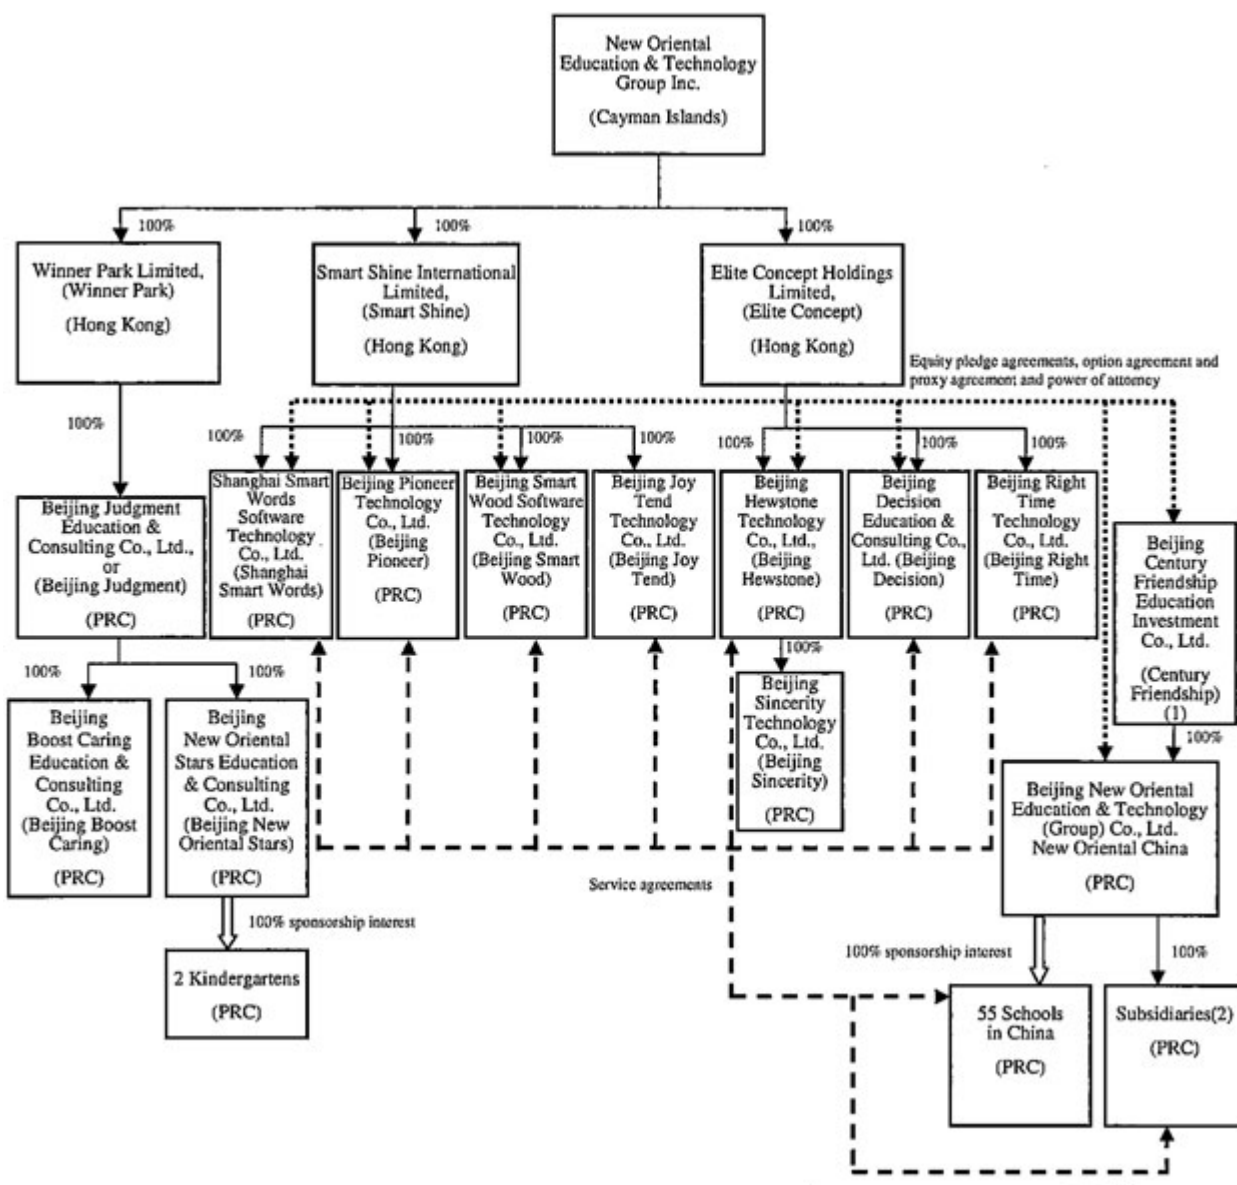 New Oriental
Education & Technology
Group Inc.
(Cayman Islands)
100%
100%
100%
Winner Park Limited,
(Winner Park)
(Hong Kong)
Smart Shine International
Limited,
(Smart Shine)
(Hong Kong)
Elite Concept Holdings
Limited,
(Elite Concept)
(Hong Kong)
Equity pledge agreements, option agreement and
proxy agreement and power of attorney
100%
100%
100%
100%
100%
100%
100%
100%
Beijing Judgment
Education &
Consulting Co., Ltd.,
or
(Beijing Judgment)
(PRC)
Shanghai Smart
Words
Software
Technology
Co., Ltd.
(Shanghai
Smart Words)
(PRC)
Beijing Pioneer
Technology
Co., Ltd.
(Beijing
Pioneer)
(PRC)
Beijing Smart
Wood Software
Technology
Co., Ltd.
(Beijing Smart
Wood)
(PRC)
Beijing Joy
Tend
Technology
Co., Ltd.
(Beijing Joy
Tend)
(PRC)
Beijing
Hewstone
Technology
Co., Ltd.,
(Beijing
Hewstone)
(PRC)
Beijing
Decision
Education &
Consulting Co.,
Ltd. (Beijing
Decision)
(PRC)
Beijing Right
Time
Technology
Co., Ltd.
(Beijing Right
Time)
(PRC)
Beijing
Century
Friendship
Education
Investment
Co., Ltd.
(Century
Friendship)
(1)
100%
100%
100%
100%
Beijing
Boost Caring
Education &
Consulting
Co., Ltd.
(Beijing Boost
Caring)
(PRC)
Beijing
New Oriental
Stars Education
& Consulting
Co., Ltd.
(Beijing New
Oriental Stars)
(PRC)
Beijing
Sincerity
Technology
Co., Ltd.
(Beijing
Sincerity)
(PRC)
Beijing New Oriental
Education & Technology
(Group) Co., Ltd.
New Oriental China
(PRC)
Service agreements
100% sponsorship interest
100% sponsorship interest
100%
2 Kindergartens
(PRC)
55 Schools
in China
(PRC)
Subsidiaries(2)
(PRC)